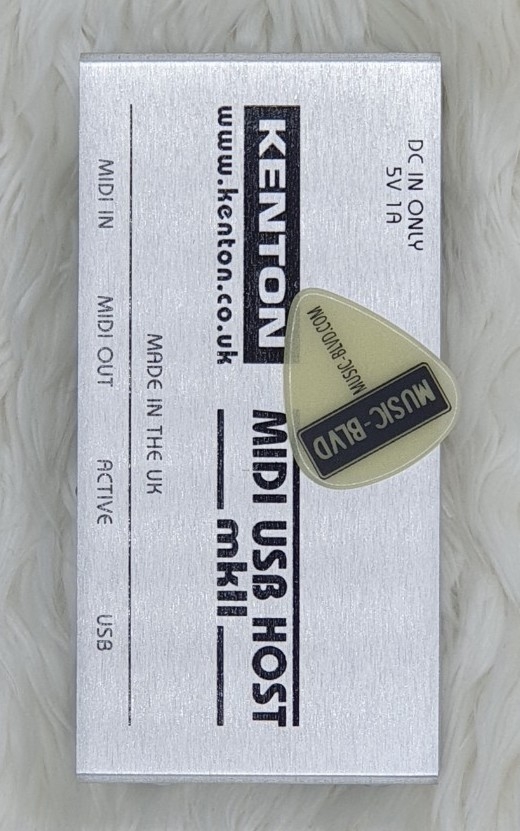 DC IN ONLY
5V 1A
KENTON
www.kenton.co.uk
MIDI USB HOST
mkII
MADE IN THE UK
MIDI IN
MIDI OUT
ACTIVE
USB
MUSIC-BLVD
MUSIC-BLVD.COM